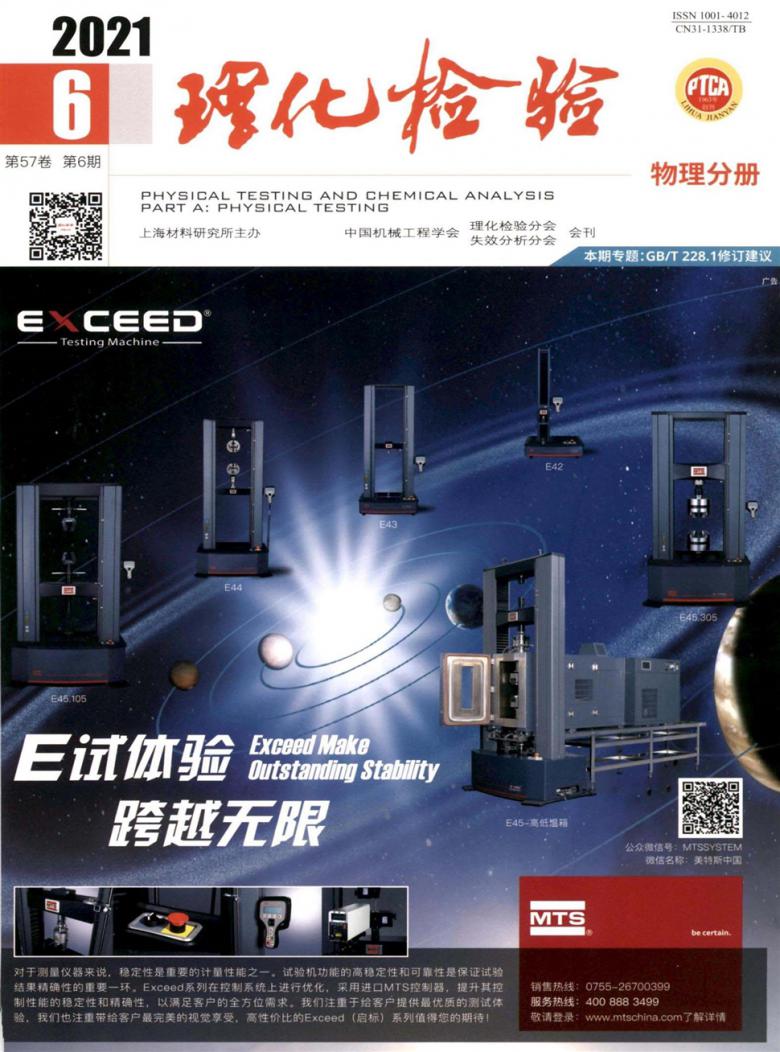 2021
6
第57卷 第6期
理化检验
ISSN 1001-4012
CN31-1338/TB
PTCA
1963年
创刊
LIHUA JIANYAN
物理分册
PHYSICAL TESTING AND CHEMICAL ANALYSIS
PART A: PHYSICAL TESTING
上海材料研究所主办
中国机械工程学会
理化检验分会
失效分析分会
会刊
本期专题:GB/T 228.1修订建议
广告
EXCEED®
Testing Machine
E42
E43
E44
E45.305
E45.105
E试体验
Exceed Make
Outstanding Stability
跨越无限
E45-高低温箱
公众微信号：MTSSYSTEM
微信名称：美特斯中国
MTS®
be certain.
对于测量仪器来说，稳定性是重要的计量性能之一。试验机功能的高稳定性和可靠性是保证试验
结果精确性的重要一环。Exceed系列在控制系统上进行优化，采用进口MTS控制器，提升其控
制性能的稳定性和精确性，以满足客户的全方位需求。我们注重于给客户提供最优质的测试体
验，我们也注重带给客户最完美的视觉享受，高性价比的Exceed（启标）系列值得您的期待！
销售热线：0755-26700399
服务热线：400 888 3499
敬请登录：www.mtschina.com了解详情